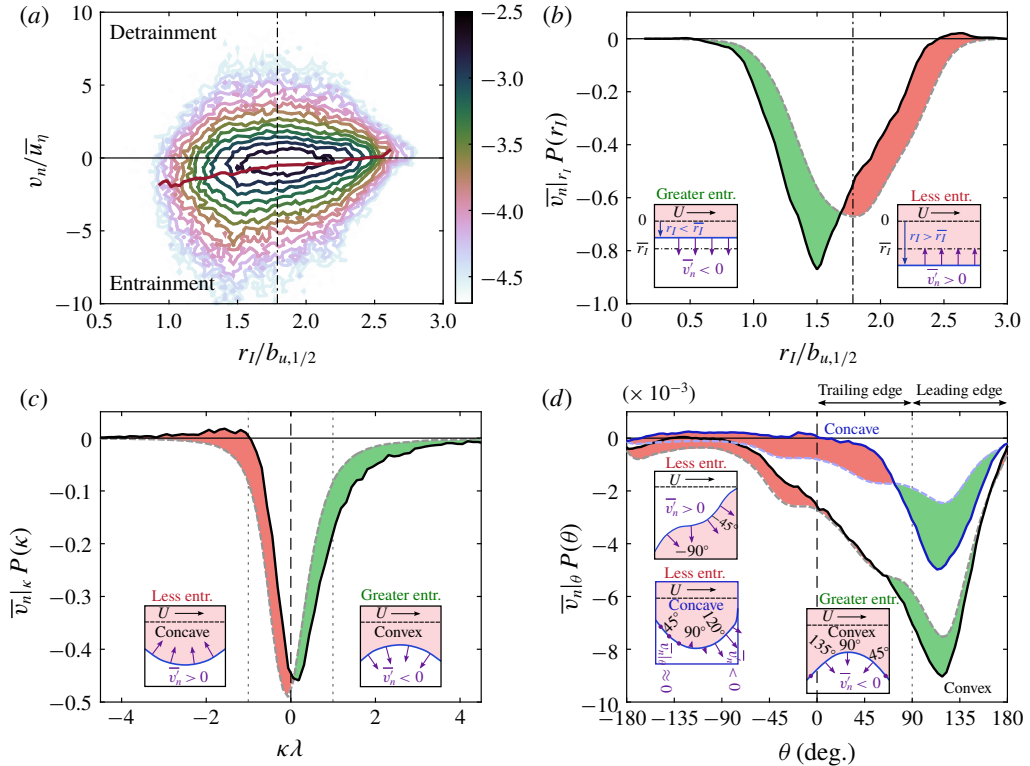 (a)
Detrainment
Entrainment
10
5
0
−5
−10
v_n/\overline{u}_η
0.5
1.0
1.5
2.0
2.5
3.0
r_I/b_{u,1/2}
−2.5
−3.0
−3.5
−4.0
−4.5
(b)
0
−0.2
−0.4
−0.6
−0.8
−1.0
\overline{v_n}|_{r_I} P(r_I)
Greater entr.
U
0
r_I < \overline{r_I}
\overline{r_I}
\overline{v_n′} < 0
Less entr.
U
0
r_I > \overline{r_I}
\overline{r_I}
\overline{v_n′} > 0
0
0.5
1.0
1.5
2.0
2.5
3.0
r_I/b_{u,1/2}
(c)
0
−0.1
−0.2
−0.3
−0.4
−0.5
\overline{v_n}|_κ P(κ)
Less entr.
U
Concave
\overline{v_n′} > 0
Greater entr.
U
Convex
\overline{v_n′} < 0
−4
−2
0
2
4
κλ
(d)
(× 10^{−3})
Trailing edge
Leading edge
0
−2
−4
−6
−8
−10
\overline{v_n}|_θ P(θ)
Concave
Less entr.
U
\overline{v_n′} > 0
−45°
−90°
Less entr.
U
Concave
45°
90°
120°
Greater entr.
U
Convex
135°
90°
45°
\overline{v_n′} < 0
Convex
−180
−135
−90
−45
0
45
90
135
180
θ (deg.)